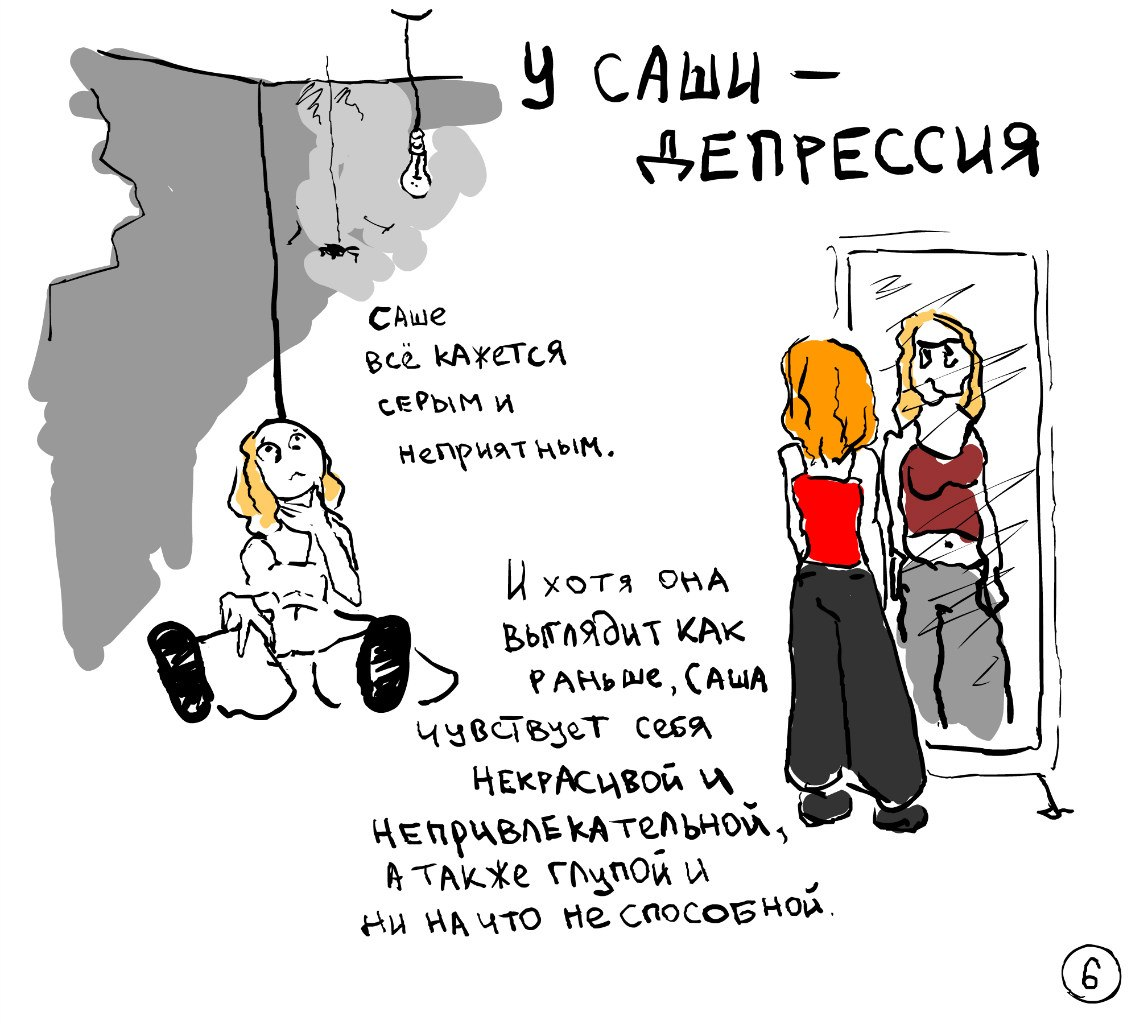 У САШИ –
ДЕПРЕССИЯ
САШЕ
ВСЁ КАЖЕТСЯ
СЕРЫМ И
НЕПРИЯТНЫМ.
И ХОТЯ ОНА
ВЫГЛЯДИТ КАК
РАНЬШЕ, САША
ЧУВСТВУЕТ СЕБЯ
НЕКРАСИВОЙ И
НЕПРИВЛЕКАТЕЛЬНОЙ,
А ТАКЖЕ ГЛУПОЙ И
НИ НА ЧТО НЕ СПОСОБНОЙ.
6